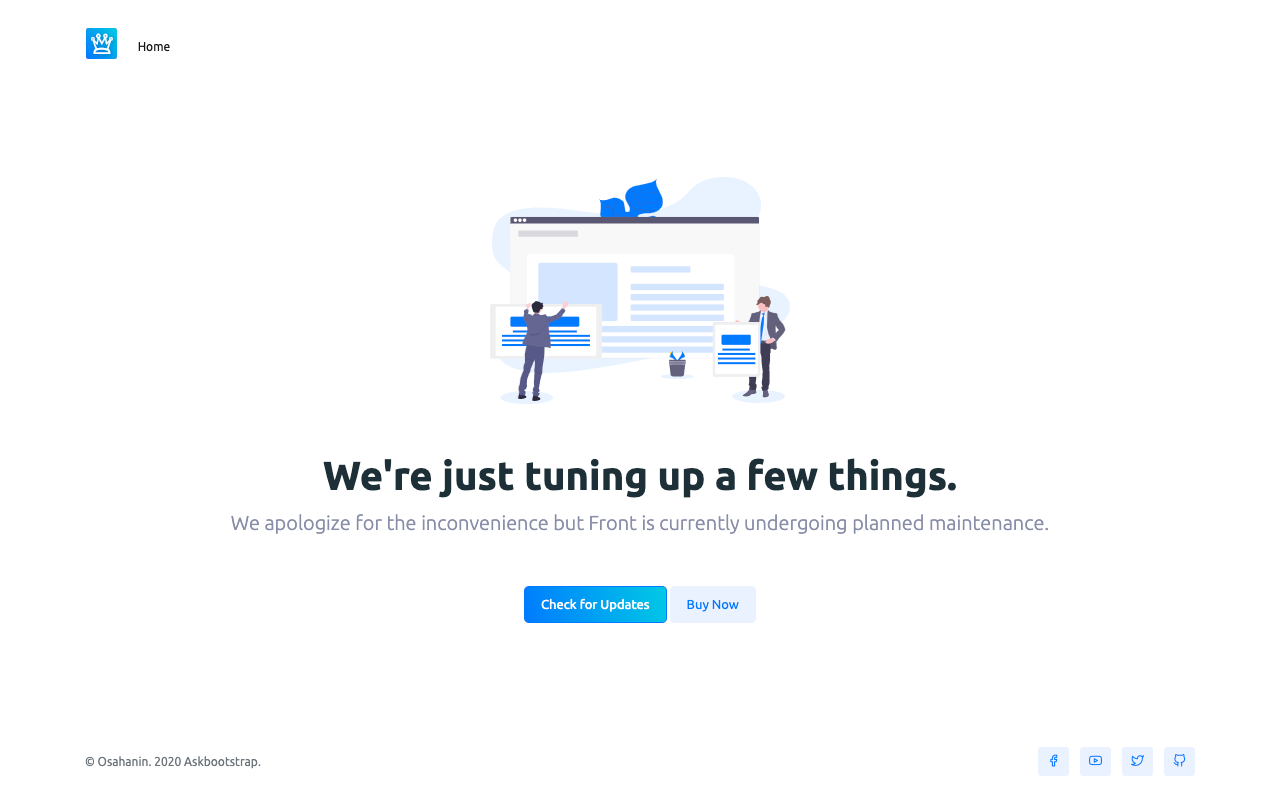 Home
We're just tuning up a few things.
We apologize for the inconvenience but Front is currently undergoing planned maintenance.
Check for Updates
Buy Now
© Osahanin. 2020 Askbootstrap.